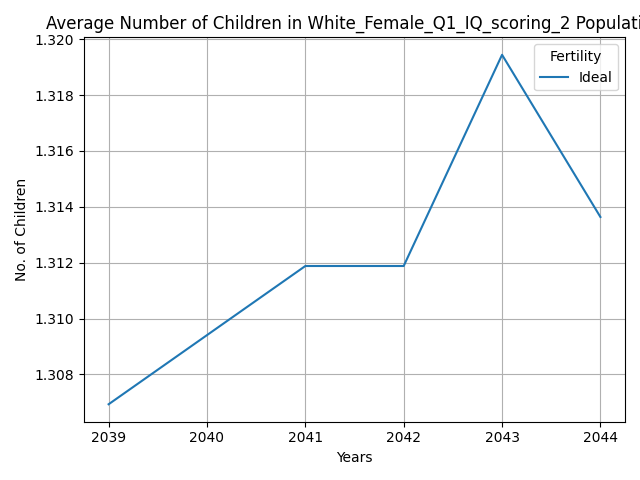 Average Number of Children in White_Female_Q1_IQ_scoring_2 Populati
1.320
1.318
1.316
1.314
1.312
1.310
1.308
No. of Children
Fertility
Ideal
2039 2040 2041 2042 2043 2044
Years